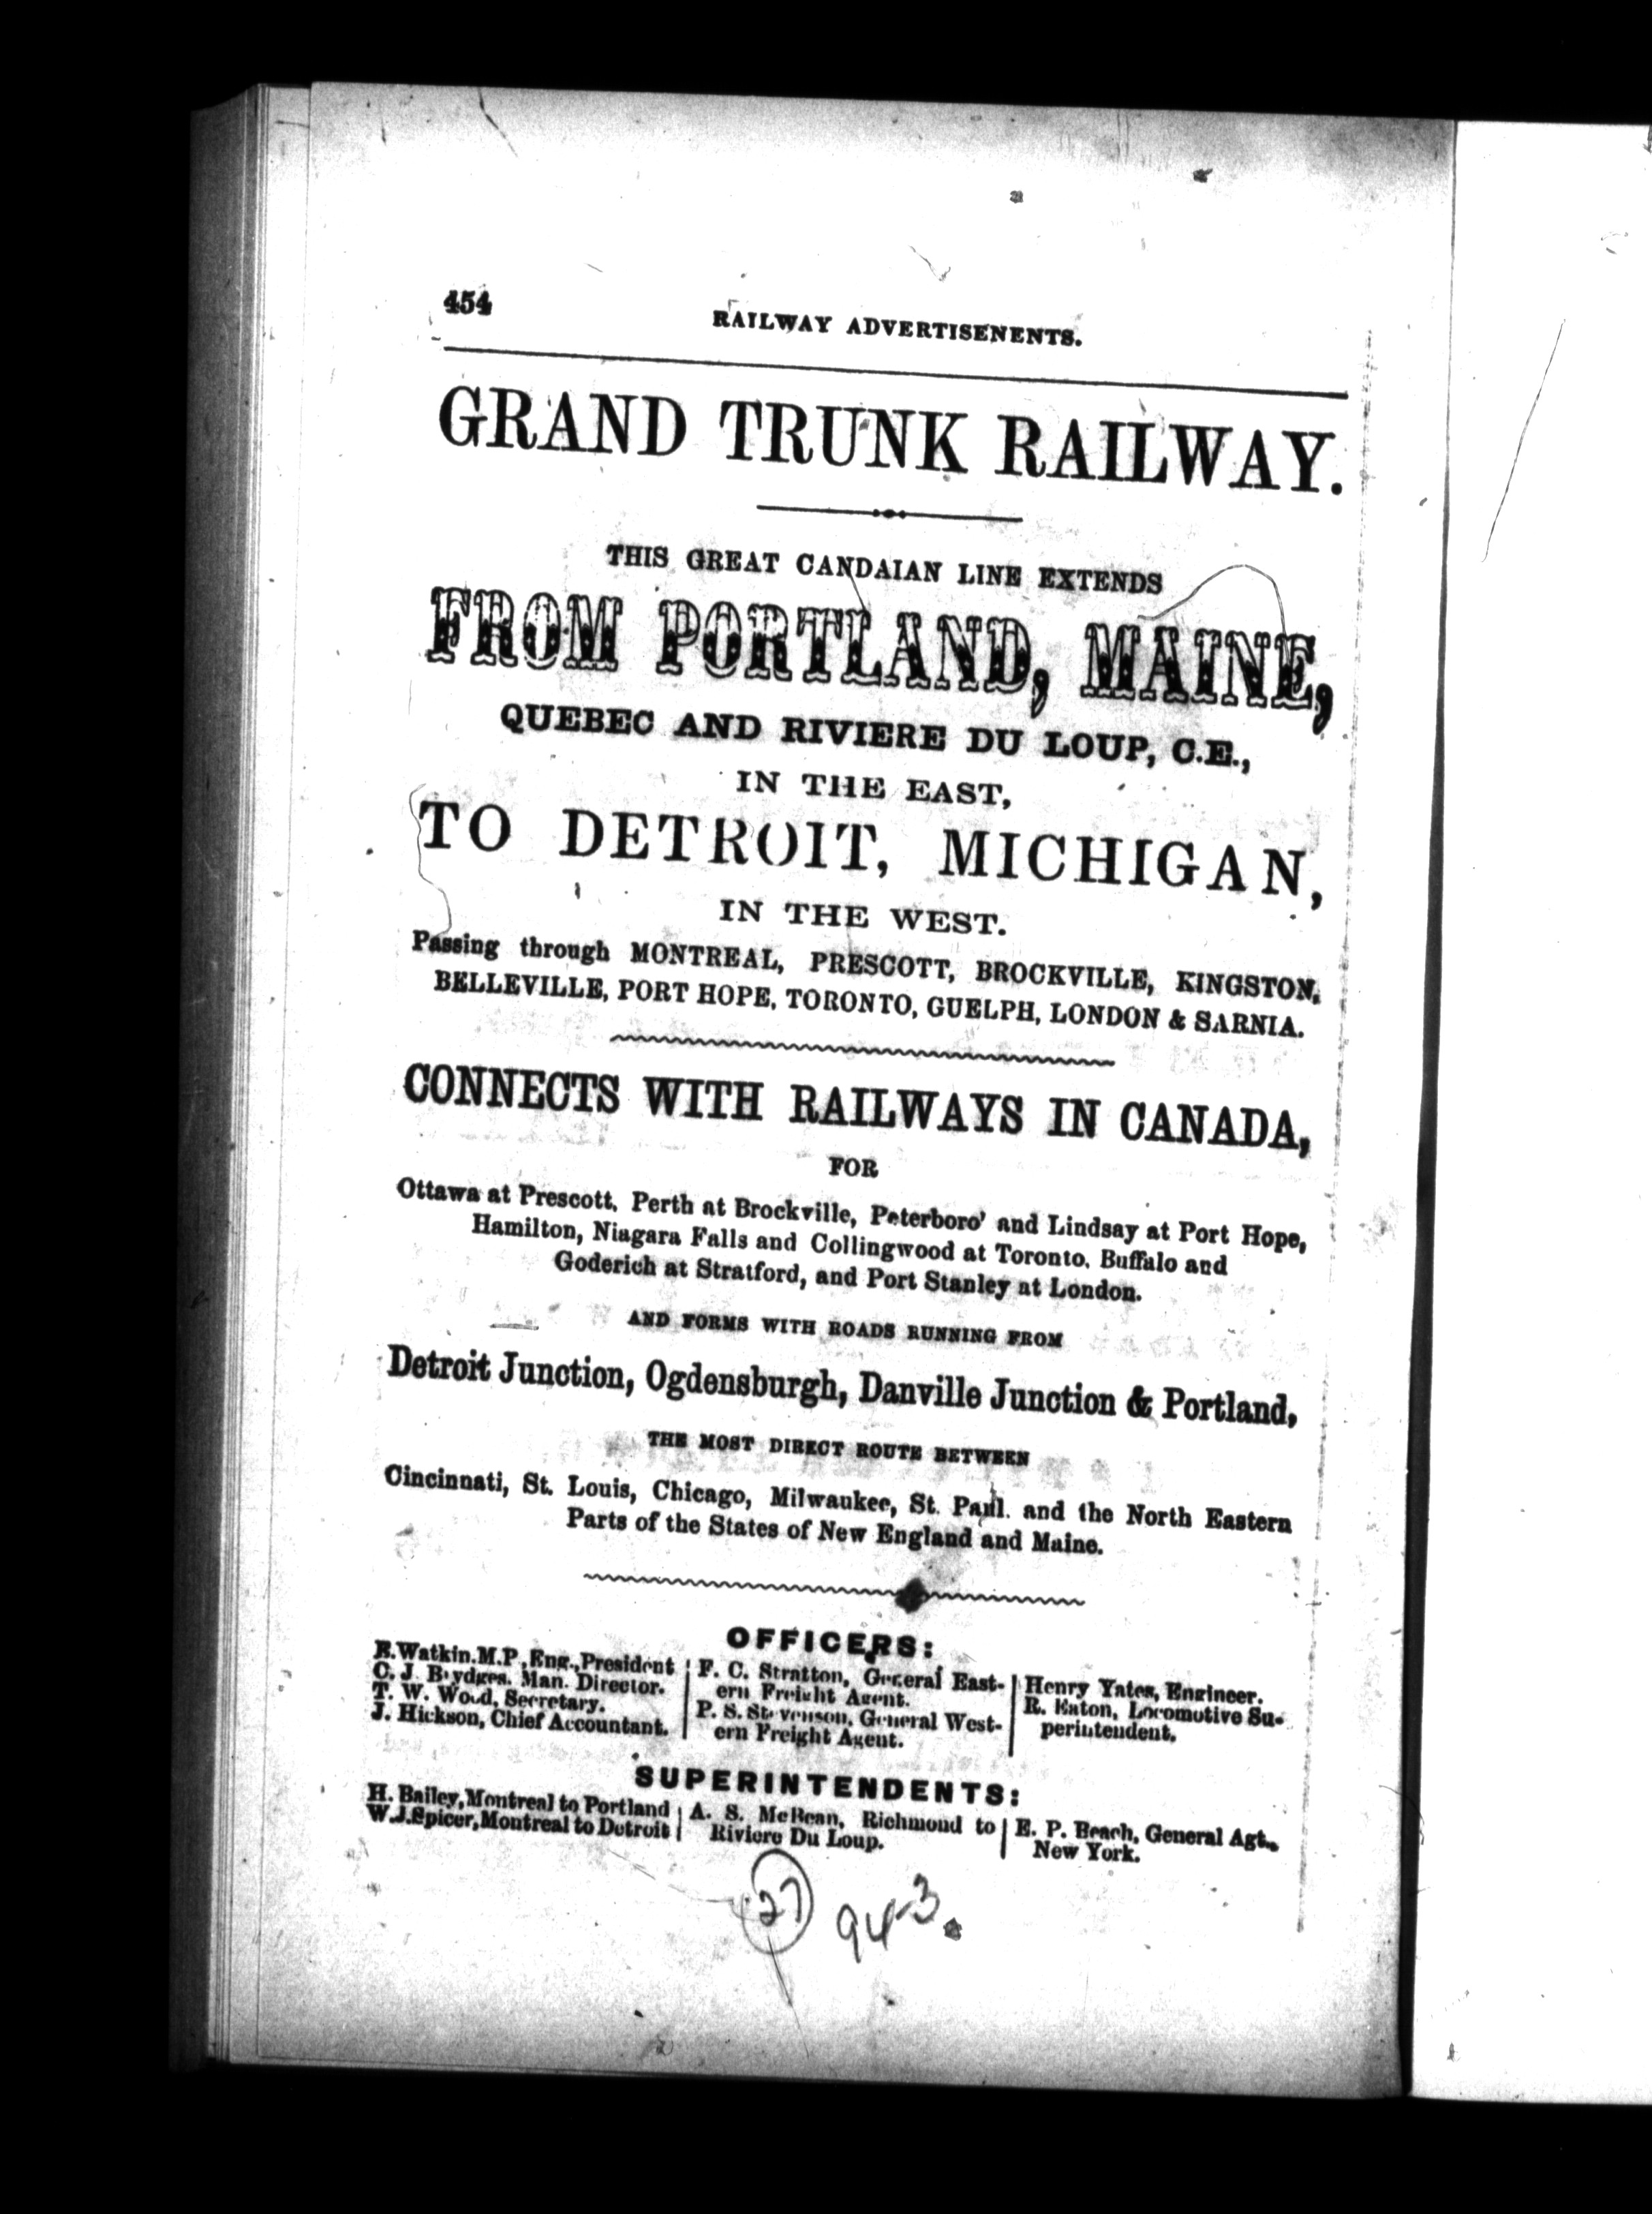 454
RAILWAY ADVERTISENENTS.
GRAND TRUNK RAILWAY.
THIS GREAT CANDAIAN LINE EXTENDS
FROM PORTLAND, MAINE,
QUEBEC AND RIVIERE DU LOUP, C.E.,
IN THE EAST,
TO DETROIT, MICHIGAN,
IN THE WEST.
Passing through MONTREAL, PRESCOTT, BROCKVILLE, KINGSTON,
BELLEVILLE, PORT HOPE, TORONTO, GUELPH, LONDON & SARNIA.
CONNECTS WITH RAILWAYS IN CANADA,
FOR
Ottawa at Prescott, Perth at Brockville, Peterboro' and Lindsay at Port Hope,
Hamilton, Niagara Falls and Collingwood at Toronto, Buffalo and
Goderich at Stratford, and Port Stanley at London.
AND FORMS WITH ROADS RUNNING FROM
Detroit Junction, Ogdensburgh, Danville Junction & Portland,
THE MOST DIRECT ROUTE BETWEEN
Cincinnati, St. Louis, Chicago, Milwaukee, St. Paul. and the North Eastern
Parts of the States of New England and Maine.
OFFICERS:
E. Watkin. M.P., Eng., President
C. J. Brydges. Man. Director.
T. W. Wood, Secretary.
J. Hickson, Chief Accountant.
F. C. Stratton, General East-
ern Freight Agent.
P. S. Stevenson, General West-
ern Freight Agent.
Henry Yates, Engineer.
R. Eaton, Locomotive Su-
perintendent.
SUPERINTENDENTS:
H. Bailey, Montreal to Portland
W.J. Spicer, Montreal to Detroit
A. S. McBean, Richmond to
Riviere Du Loup.
E. P. Beach, General Agt.,
New York.
27 94-3